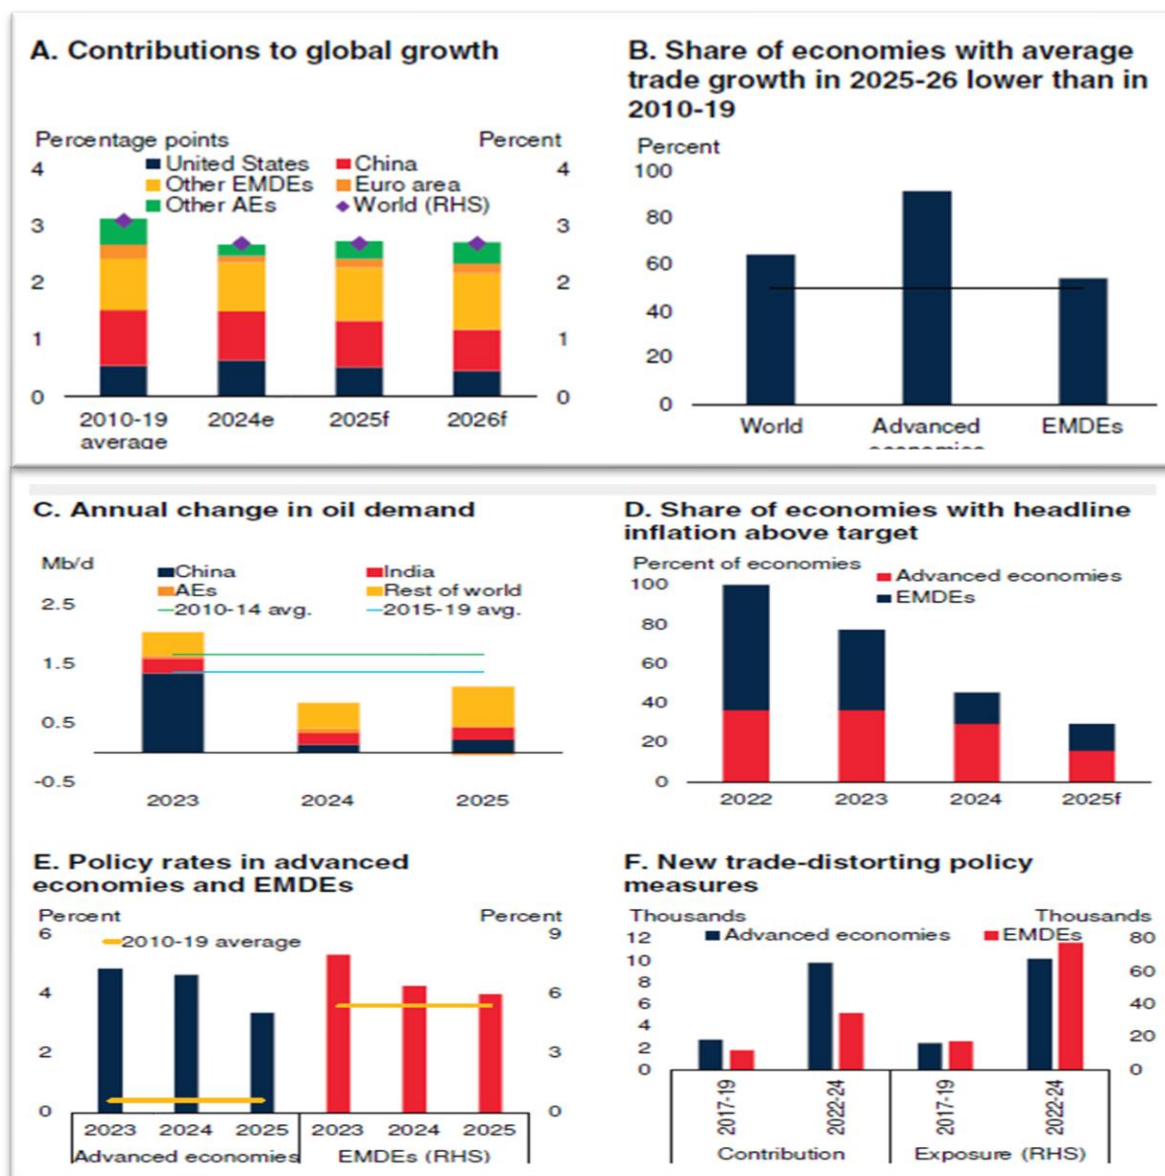 A. Contributions to global growth
Percentage points
Percent
4
3
2
1
0
United States
China
Other EMDEs
Euro area
Other AEs
World (RHS)
4
3
2
1
0
2010-19
average
2024e
2025f
2026f
B. Share of economies with average
trade growth in 2025-26 lower than in
2010-19
Percent
100
80
60
40
20
0
World
Advanced
economies
EMDEs
C. Annual change in oil demand
Mb/d
China
India
AEs
Rest of world
2010-14 avg.
2015-19 avg.
2.5
1.5
0.5
-0.5
2023
2024
2025
D. Share of economies with headline
inflation above target
Percent of economies
Advanced economies
EMDEs
100
80
60
40
20
0
2022
2023
2024
2025f
E. Policy rates in advanced
economies and EMDEs
Percent
Percent
2010-19 average
6
4
2
0
9
6
3
0
2023
2024
2025
2023
2024
2025
Advanced economies
EMDEs (RHS)
F. New trade-distorting policy
measures
Thousands
Thousands
Advanced economies
EMDEs
12
10
8
6
4
2
0
80
60
40
20
0
2017-19
2022-24
2017-19
2022-24
Contribution
Exposure (RHS)